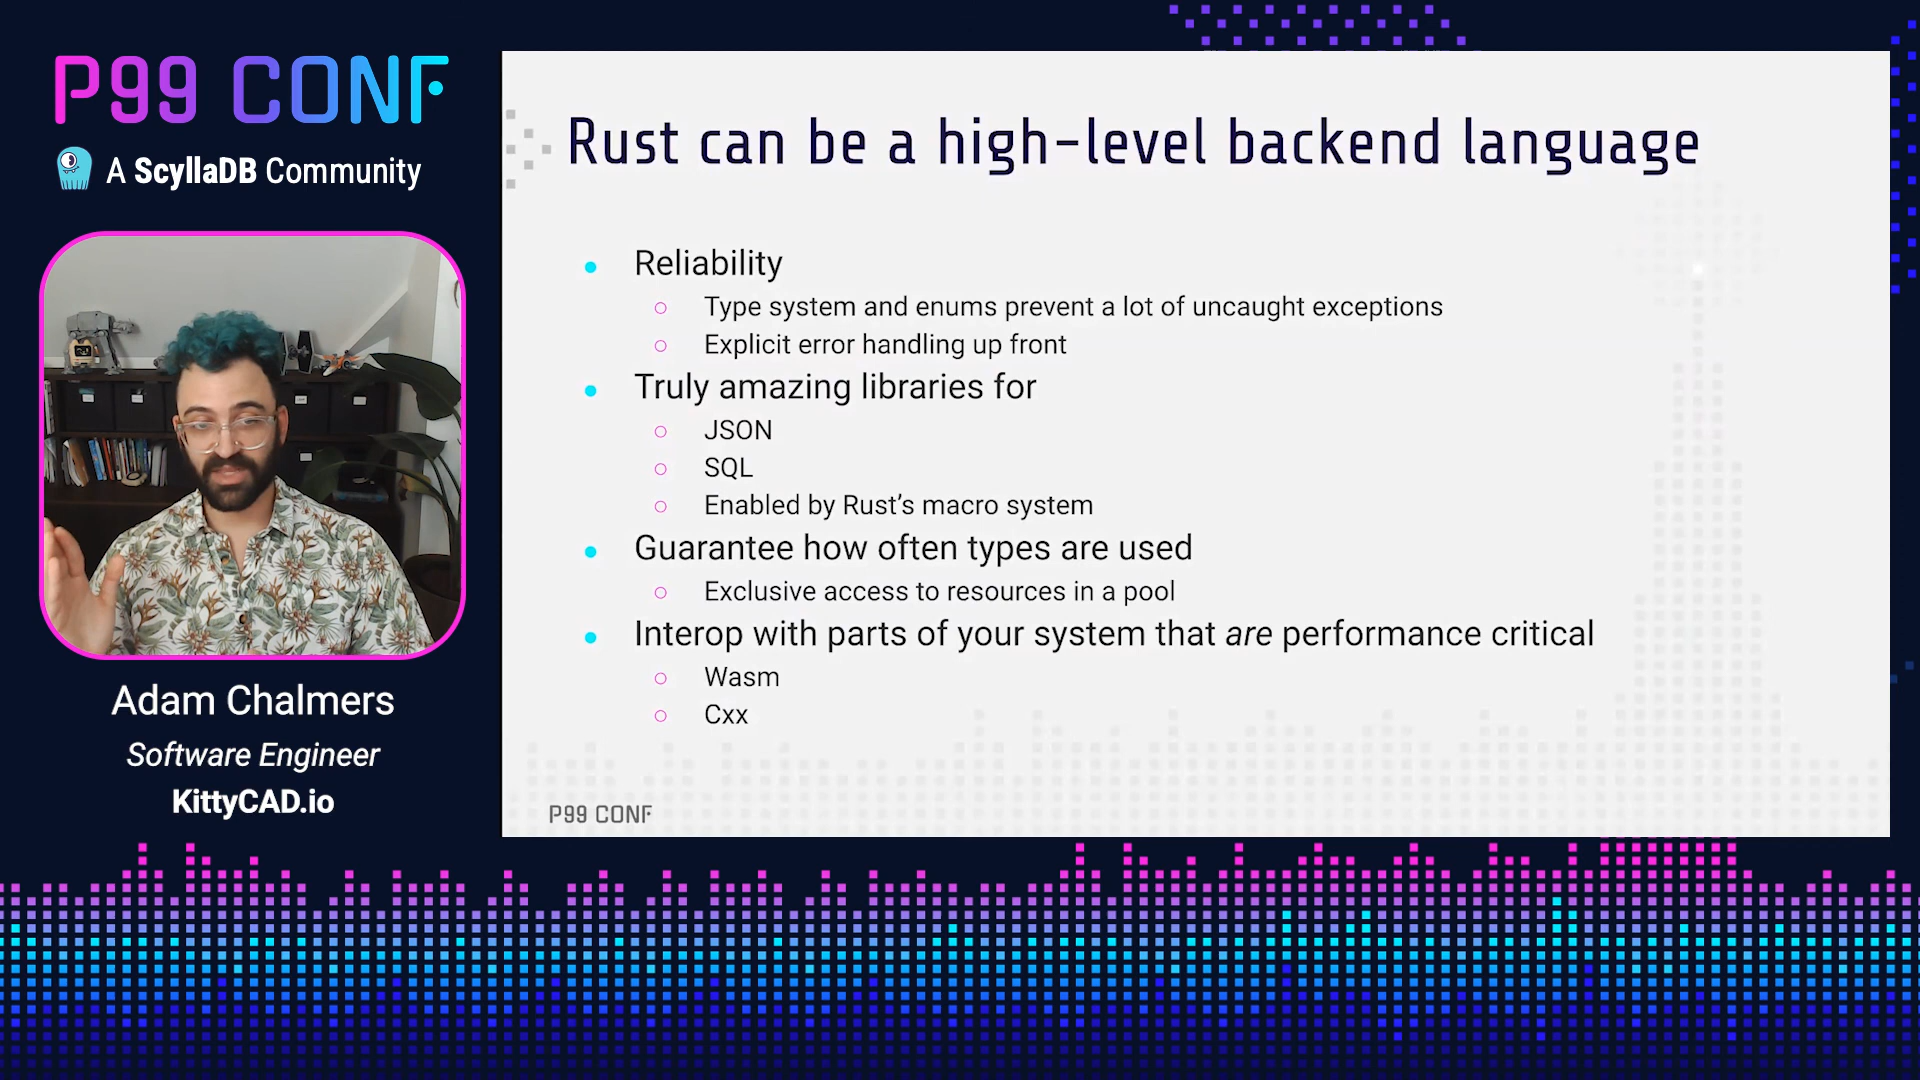 P99 CONF
A ScyllaDB Community
Adam Chalmers
Software Engineer
KittyCAD.io
Rust can be a high-level backend language
Reliability
Type system and enums prevent a lot of uncaught exceptions
Explicit error handling up front
Truly amazing libraries for
JSON
SQL
Enabled by Rust’s macro system
Guarantee how often types are used
Exclusive access to resources in a pool
Interop with parts of your system that are performance critical
Wasm
Cxx
P99 CONF